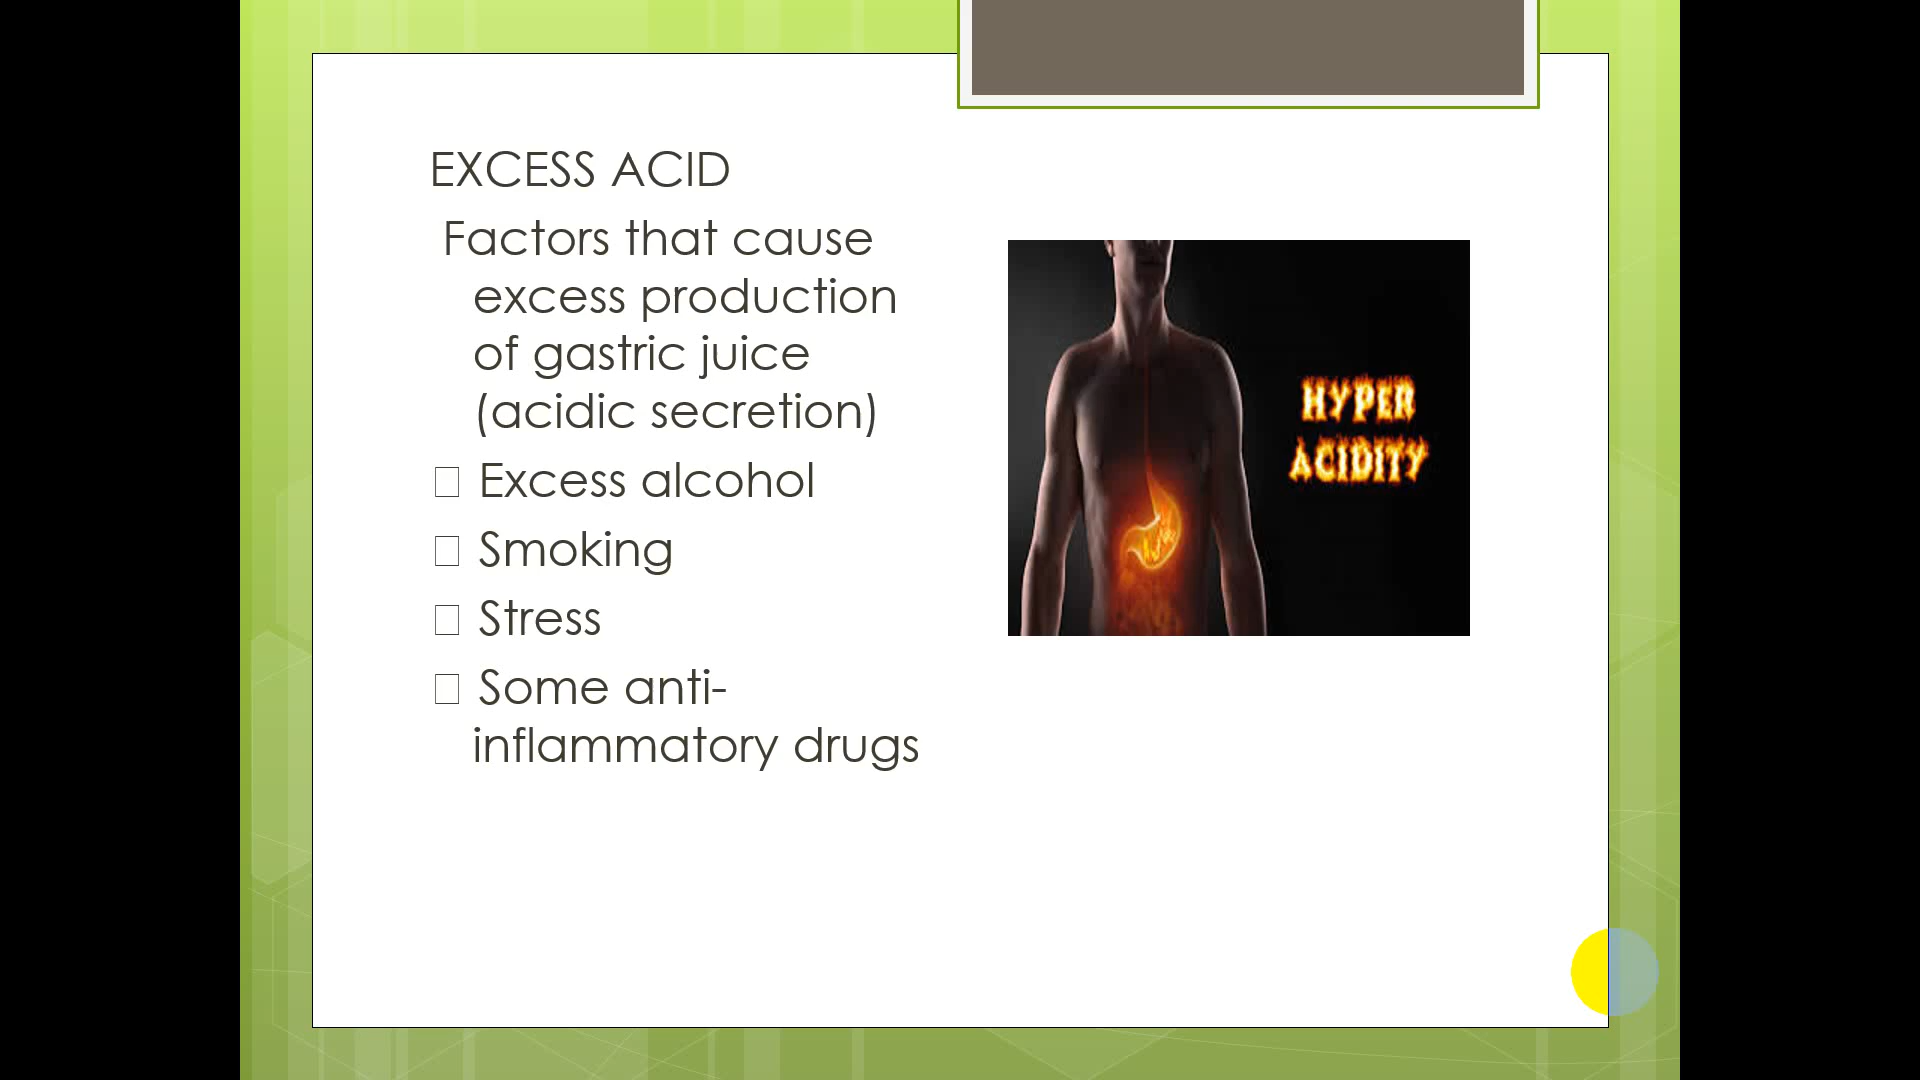 EXCESS ACID
Factors that cause
excess production
of gastric juice
(acidic secretion)
Excess alcohol
Smoking
Stress
Some anti-
inflammatory drugs
HYPER
ACIDITY